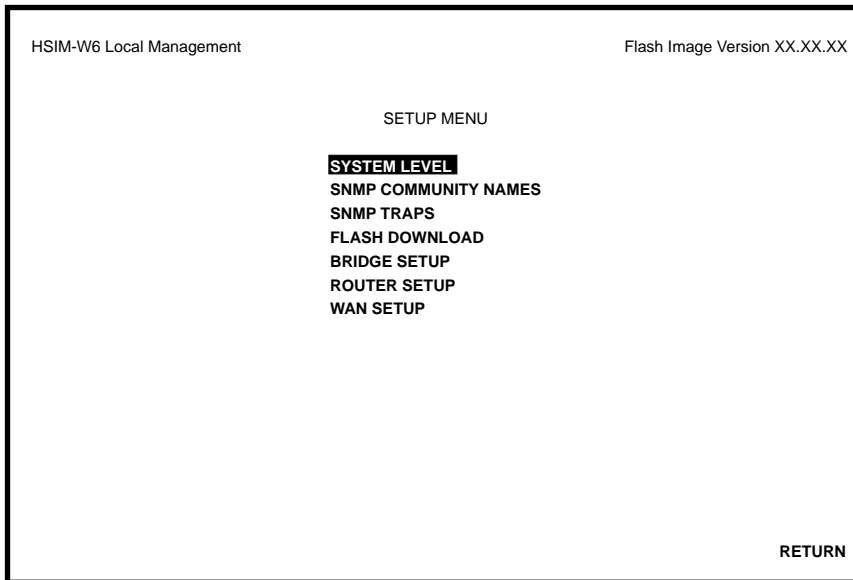 HSIM-W6 Local Management Flash Image Version XX.XX.XX
SETUP MENU
SYSTEM LEVEL
SNMP COMMUNITY NAMES
SNMP TRAPS
FLASH DOWNLOAD
BRIDGE SETUP
ROUTER SETUP
WAN SETUP
RETURN